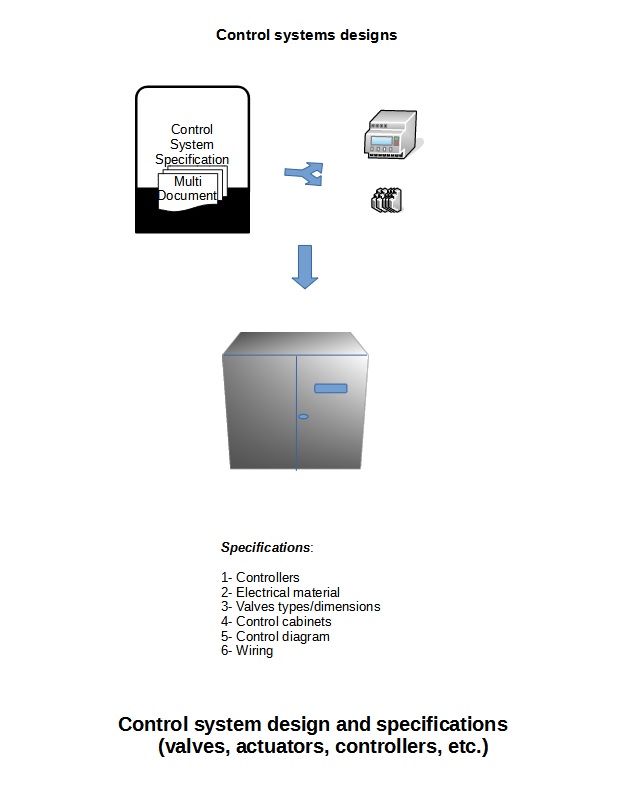 Control systems designs
Control
System
Specification
Multi
Document
Specifications:
1- Controllers
2- Electrical material
3- Valves types/dimensions
4- Control cabinets
5- Control diagram
6- Wiring
Control system design and specifications
(valves, actuators, controllers, etc.)